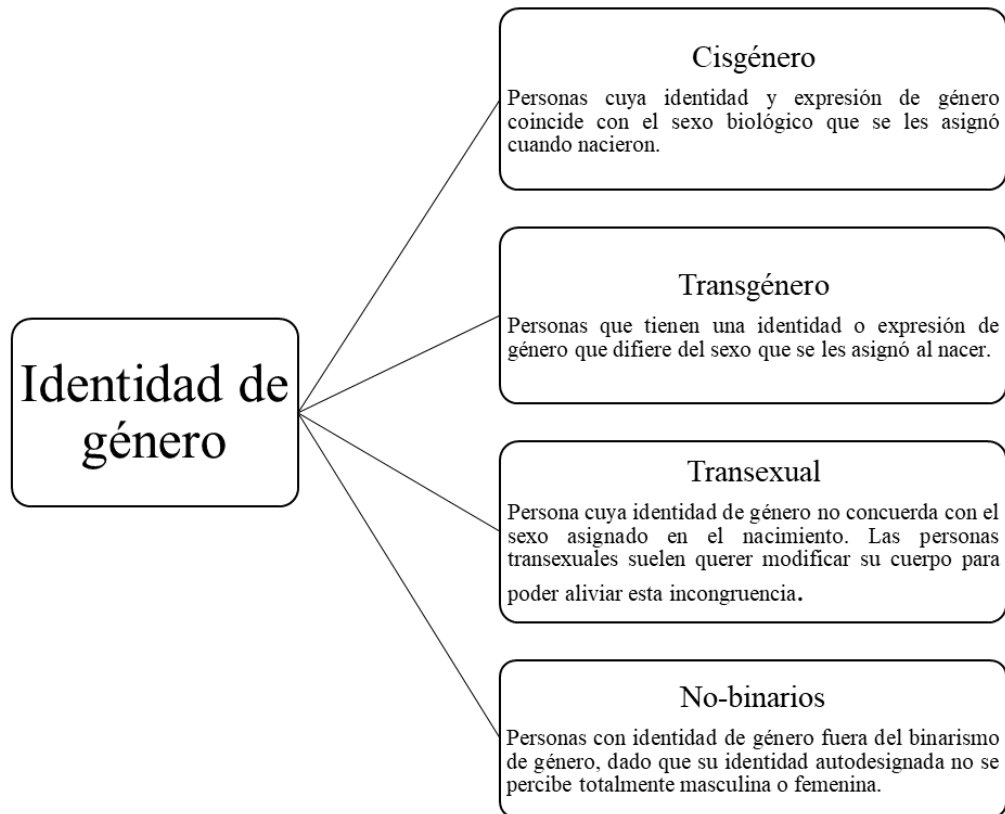 Identidad de
género
Cisgénero
Personas cuya identidad y expresión de género
coincide con el sexo biológico que se les asignó
cuando nacieron.
Transgénero
Personas que tienen una identidad o expresión de
género que difiere del sexo que se les asignó al nacer.
Transexual
Persona cuya identidad de género no concuerda con el
sexo asignado en el nacimiento. Las personas
transexuales suelen querer modificar su cuerpo para
poder aliviar esta incongruencia.
No-binarios
Personas con identidad de género fuera del binarismo
de género, dado que su identidad autodesignada no se
percibe totalmente masculina o femenina.